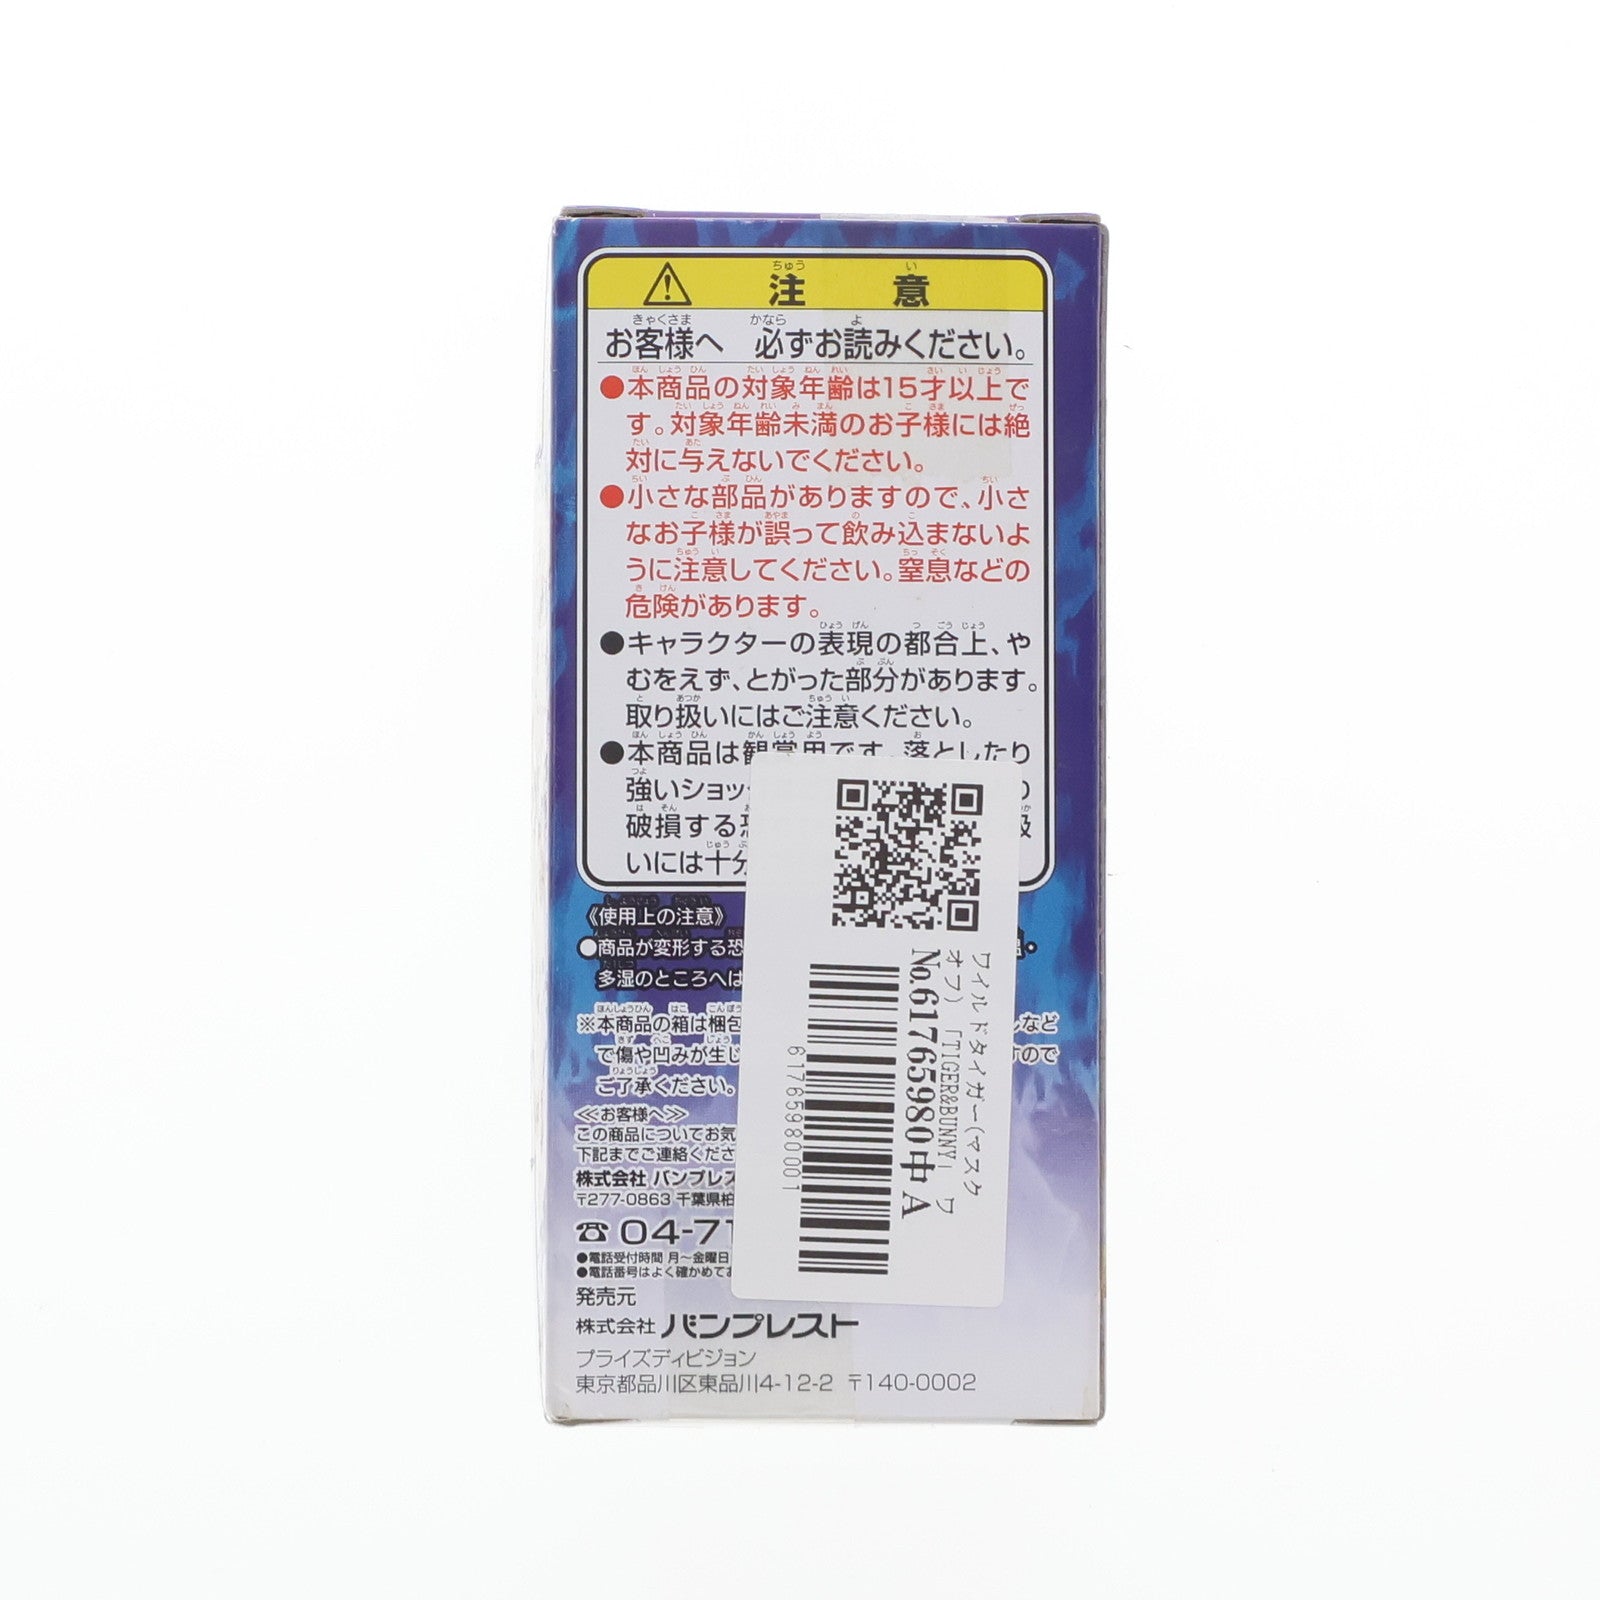 注意
お客様へ 必ずお読みください。
●本商品の対象年齢は15才以上で
す。対象年齢未満のお子様には絶
対に与えないでください。
●小さな部品がありますので、小さ
なお子様が誤って飲み込まないよ
うに注意してください。窒息などの
危険があります。
●キャラクターの表現の都合上、や
むをえず、とがった部分があります。
取り扱いにはご注意ください。
●本商品は観賞用です。落としたり
強いショッ
破損する恐
いには十分
《使用上の注意》
●商品が変形する恐
多湿のところへは
※本商品の箱は梱包 など
で傷や凹みが生じ すので
ご了承ください。
≪お客様へ≫
この商品についてお気
下記までご連絡くださ
株式会社 バンプレス
〒277-0863 千葉県柏
☎ 04-71
●電話受付時間 月~金曜日
●電話番号はよく確かめてお
発売元
株式会社 バンプレスト
プライズディビジョン
東京都品川区東品川4-12-2 〒140-0002
ワイルドタイガー(マスク
オフ) 「TIGER&BUNNY」 ワ
No.61765980中 A
61765980001